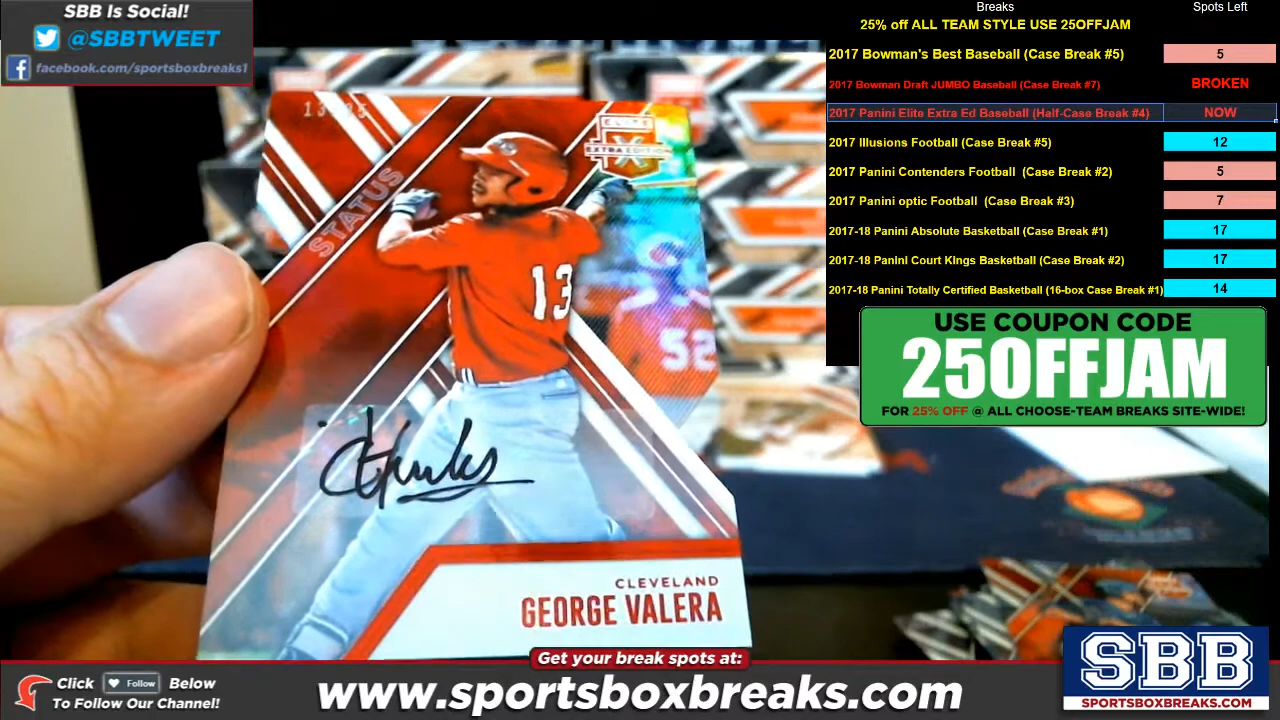 SBB Is Social!
@SBBTWEET
facebook.com/sportsboxbreaks1
STATUS
ELITE
EXTRA EDITION
13
52
CLEVELAND
GEORGE VALERA
Breaks Spots Left
25% off ALL TEAM STYLE USE 25OFFJAM
2017 Bowman's Best Baseball (Case Break #5) 5
2017 Bowman Draft JUMBO Baseball (Case Break #7) BROKEN
2017 Panini Elite Extra Ed Baseball (Half-Case Break #4) NOW
2017 Illusions Football (Case Break #5) 12
2017 Panini Contenders Football (Case Break #2) 5
2017 Panini optic Football (Case Break #3) 7
2017-18 Panini Absolute Basketball (Case Break #1) 17
2017-18 Panini Court Kings Basketball (Case Break #2) 17
2017-18 Panini Totally Certified Basketball (16-box Case Break #1) 14
USE COUPON CODE
25OFFJAM
FOR 25% OFF @ ALL CHOOSE-TEAM BREAKS SITE-WIDE!
Get your break spots at:
Click Follow Below
To Follow Our Channel!
www.sportsboxbreaks.com
SBB
SPORTSBOXBREAKS.COM